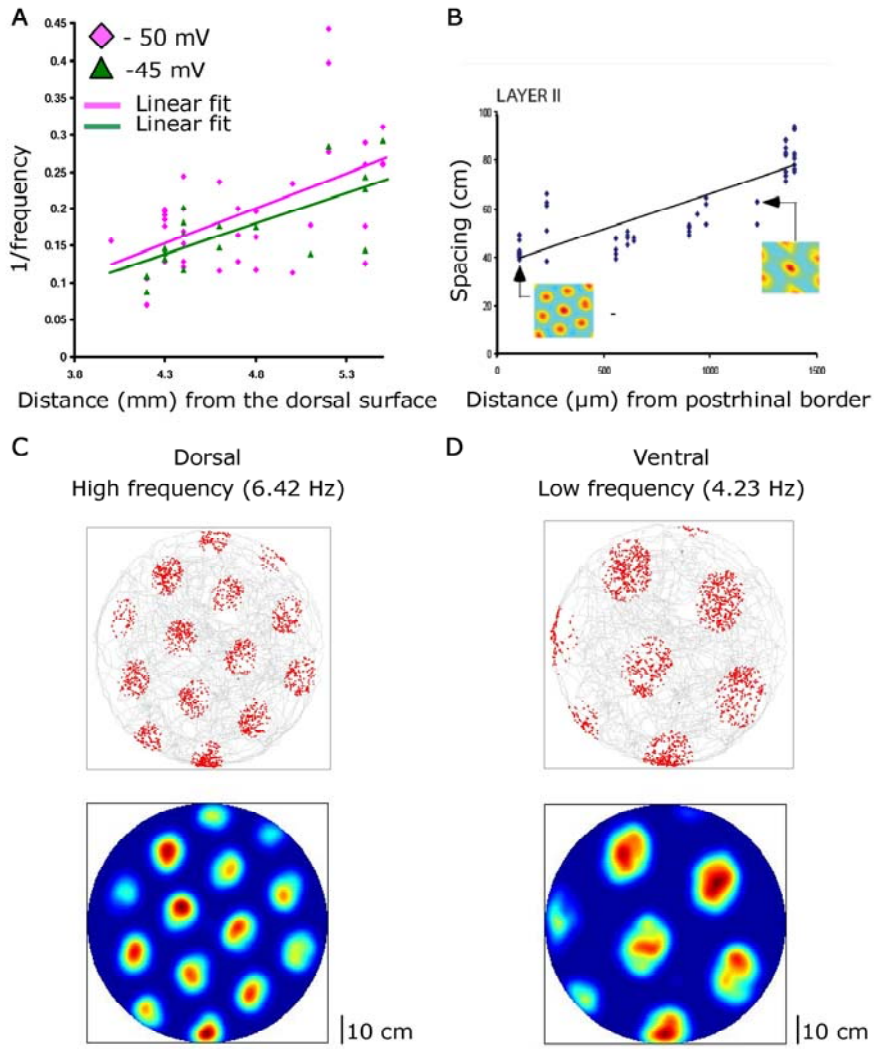 A
0.45
0.4
0.35
0.3
0.25
0.2
0.15
0.1
0.05
0
1/frequency
- 50 mV
-45 mV
Linear fit
Linear fit
3.0 4.3 4.0 5.3
Distance (mm) from the dorsal surface
B
LAYER II
100
80
60
40
20
0
Spacing (cm)
0 500 1000 1500
Distance (µm) from postrhinal border
C
Dorsal
High frequency (6.42 Hz)
10 cm
D
Ventral
Low frequency (4.23 Hz)
10 cm